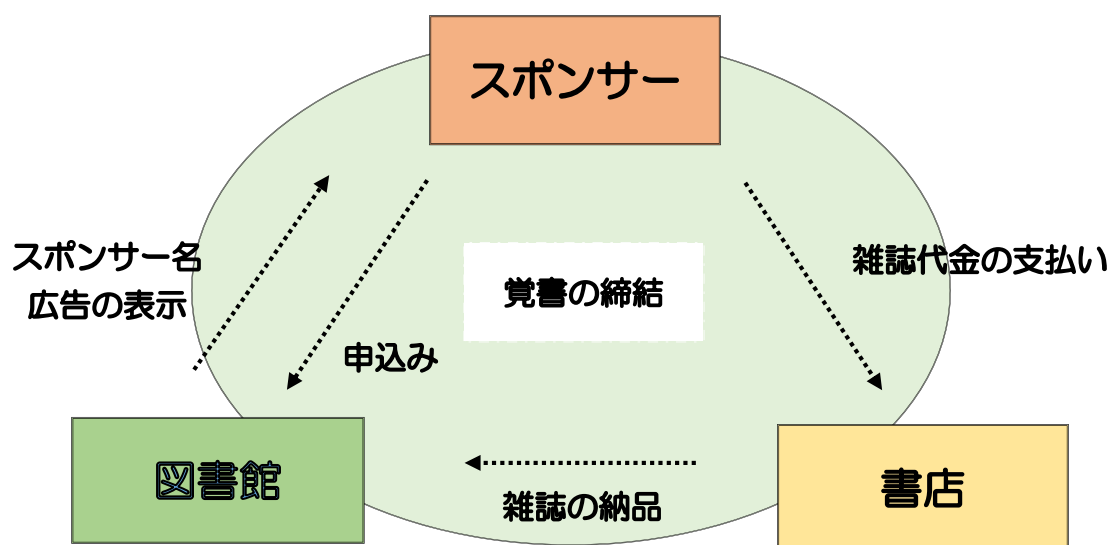 スポンサー
スポンサー名
広告の表示
雑誌代金の支払い
覚書の締結
申込み
図書館
雑誌の納品
書店